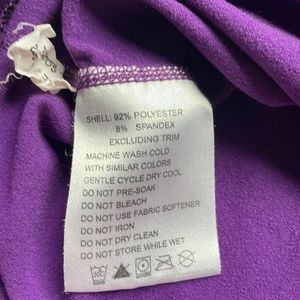 SHELL: 92% POLYESTER
8% SPANDEX
EXCLUDING TRIM
MACHINE WASH COLD
WITH SIMILAR COLORS
GENTLE CYCLE DRY COOL
DO NOT PRE-SOAK
DO NOT BLEACH
DO NOT USE FABRIC SOFTENER
DO NOT IRON
DO NOT DRY CLEAN
DO NOT STORE WHILE WET